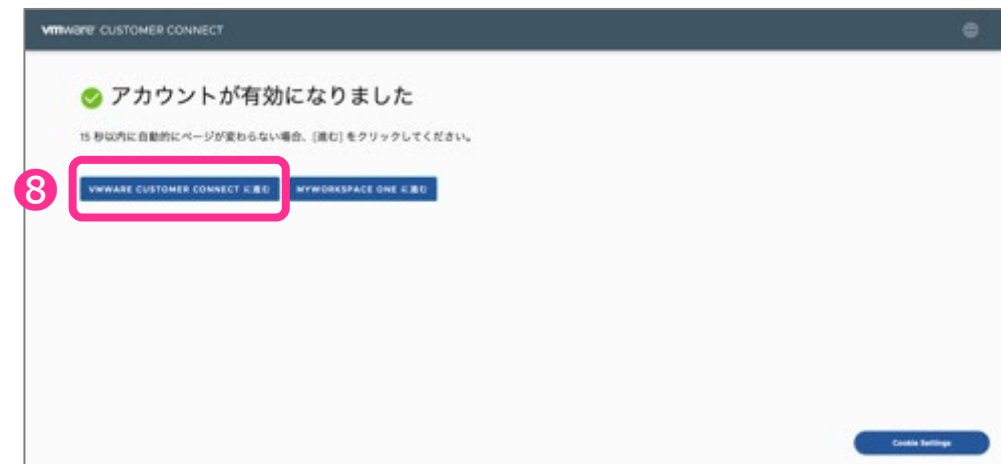 vmware CUSTOMER CONNECT
アカウントが有効になりました
15 秒以内に自動的にページが変わらない場合、[進む] をクリックしてください。
8
VMWARE CUSTOMER CONNECT に進む
MYWORKSPACE ONE に進む
Cookie Settings